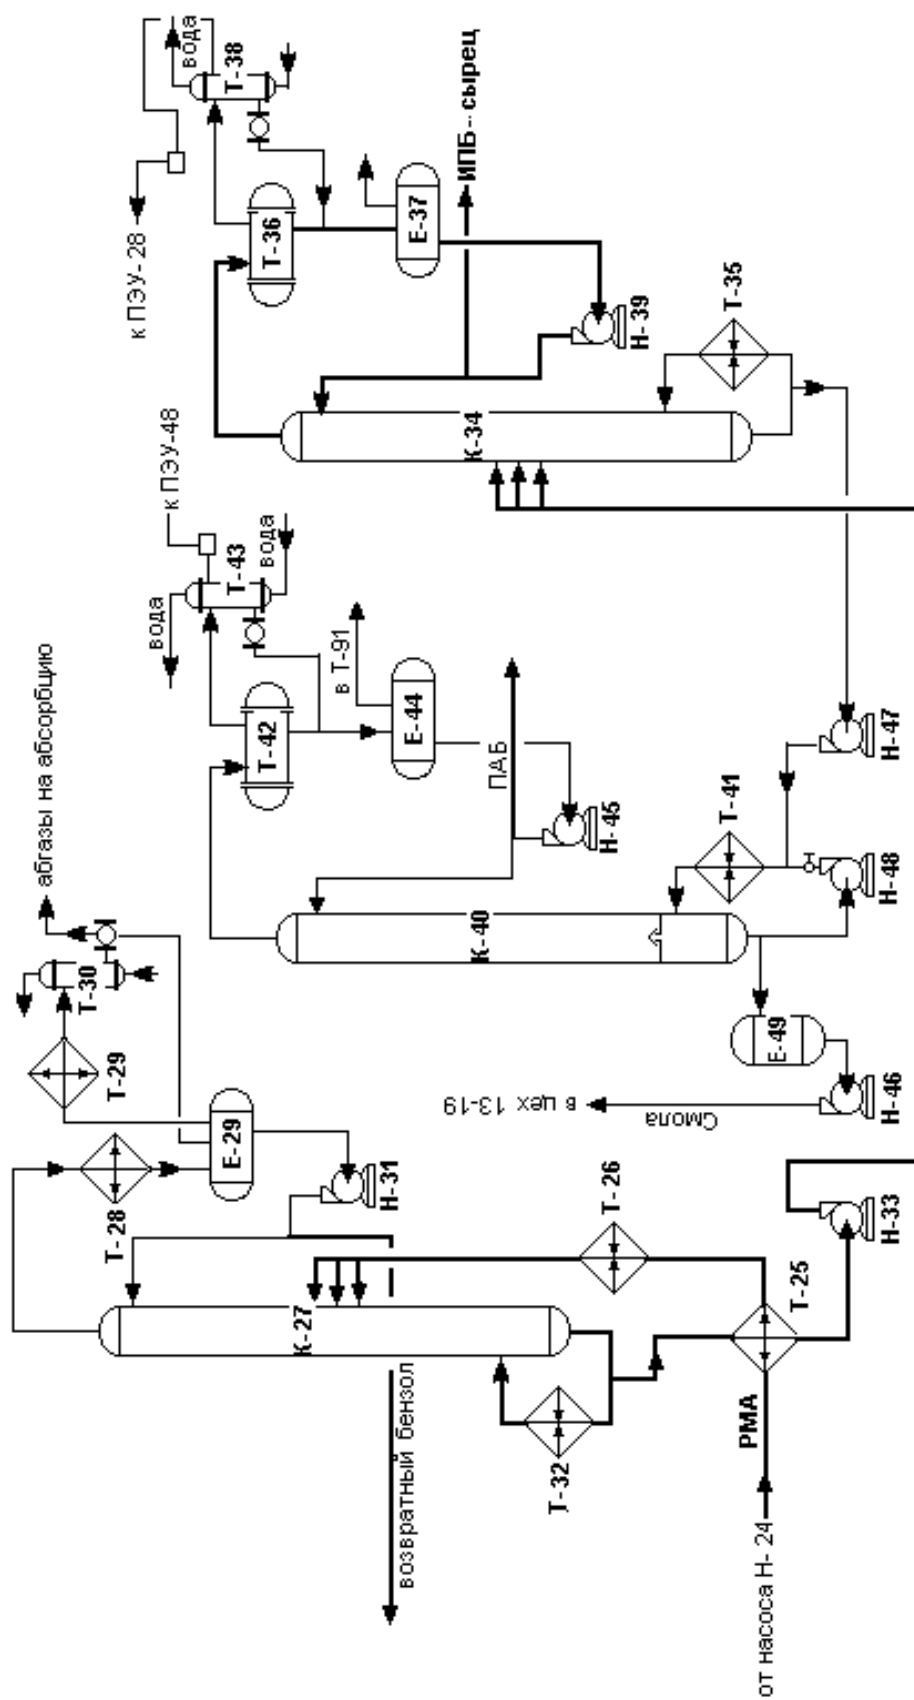 абгазы на абсорбцию
Т-30
Т-29
Т-28
Е-29
Н-31
К-27
возвратный бензол
Т-32
Т-26
Т-25
РМА
от насоса Н- 24
Н-33
вода
Т-43
вода
к ПЭУ-48
Т-42
в Т-91
Е-44
ПАБ
Н-45
К-40
Т-41
Н-48
Н-47
Е-49
Н-46
Смола
в цех 13-19
вода
Т-38
к ПЭУ-28
Т-36
Е-37
ИПБ - сырец
Н-39
К-34
Т-35